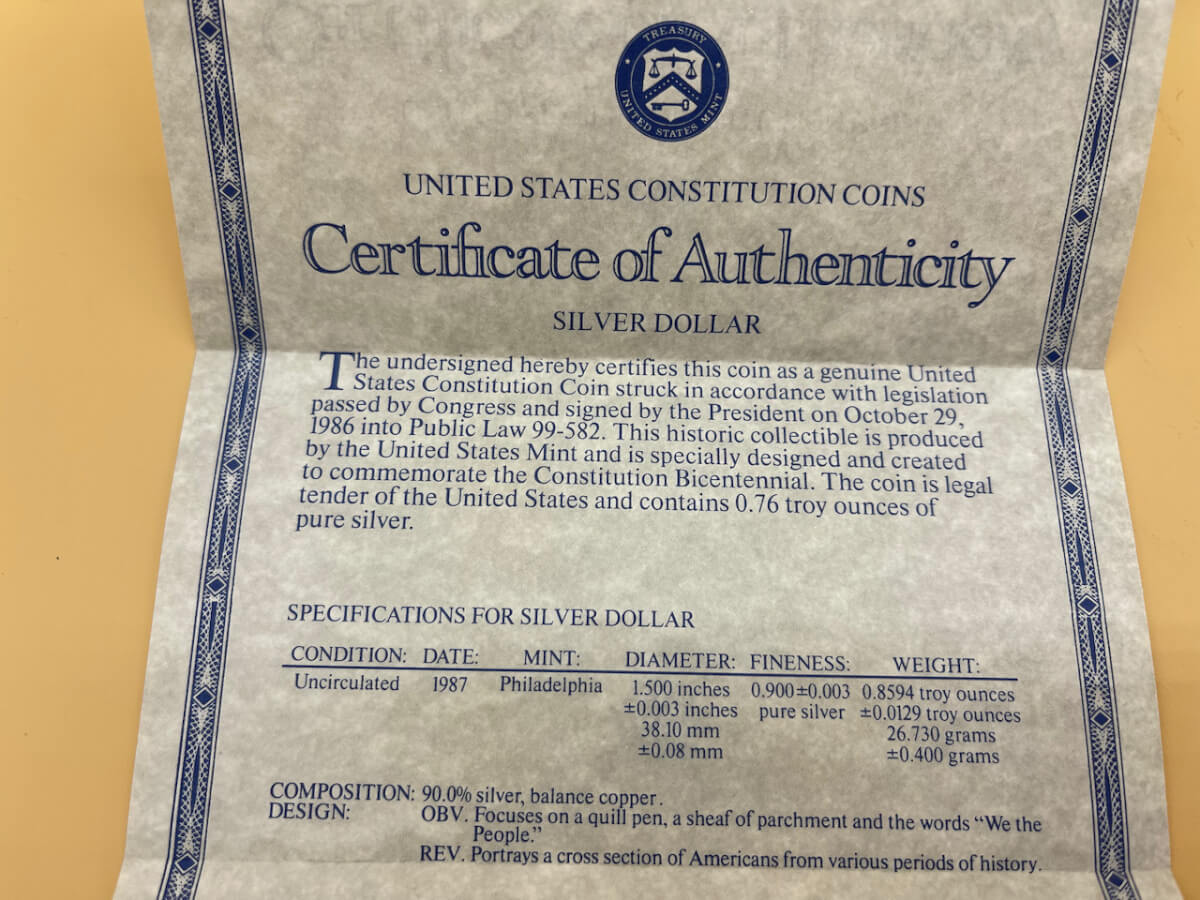 TREASURY
UNITED STATES MINT
UNITED STATES CONSTITUTION COINS
Certificate of Authenticity
SILVER DOLLAR
The undersigned hereby certifies this coin as a genuine United
States Constitution Coin struck in accordance with legislation
passed by Congress and signed by the President on October 29,
1986 into Public Law 99-582. This historic collectible is produced
by the United States Mint and is specially designed and created
to commemorate the Constitution Bicentennial. The coin is legal
tender of the United States and contains 0.76 troy ounces of
pure silver.
SPECIFICATIONS FOR SILVER DOLLAR
CONDITION: DATE: MINT: DIAMETER: FINENESS: WEIGHT:
Uncirculated 1987 Philadelphia 1.500 inches 0.900±0.003 0.8594 troy ounces
±0.003 inches pure silver ±0.0129 troy ounces
38.10 mm 26.730 grams
±0.08 mm ±0.400 grams
COMPOSITION: 90.0% silver, balance copper.
DESIGN: OBV. Focuses on a quill pen, a sheaf of parchment and the words “We the
People.”
REV. Portrays a cross section of Americans from various periods of history.